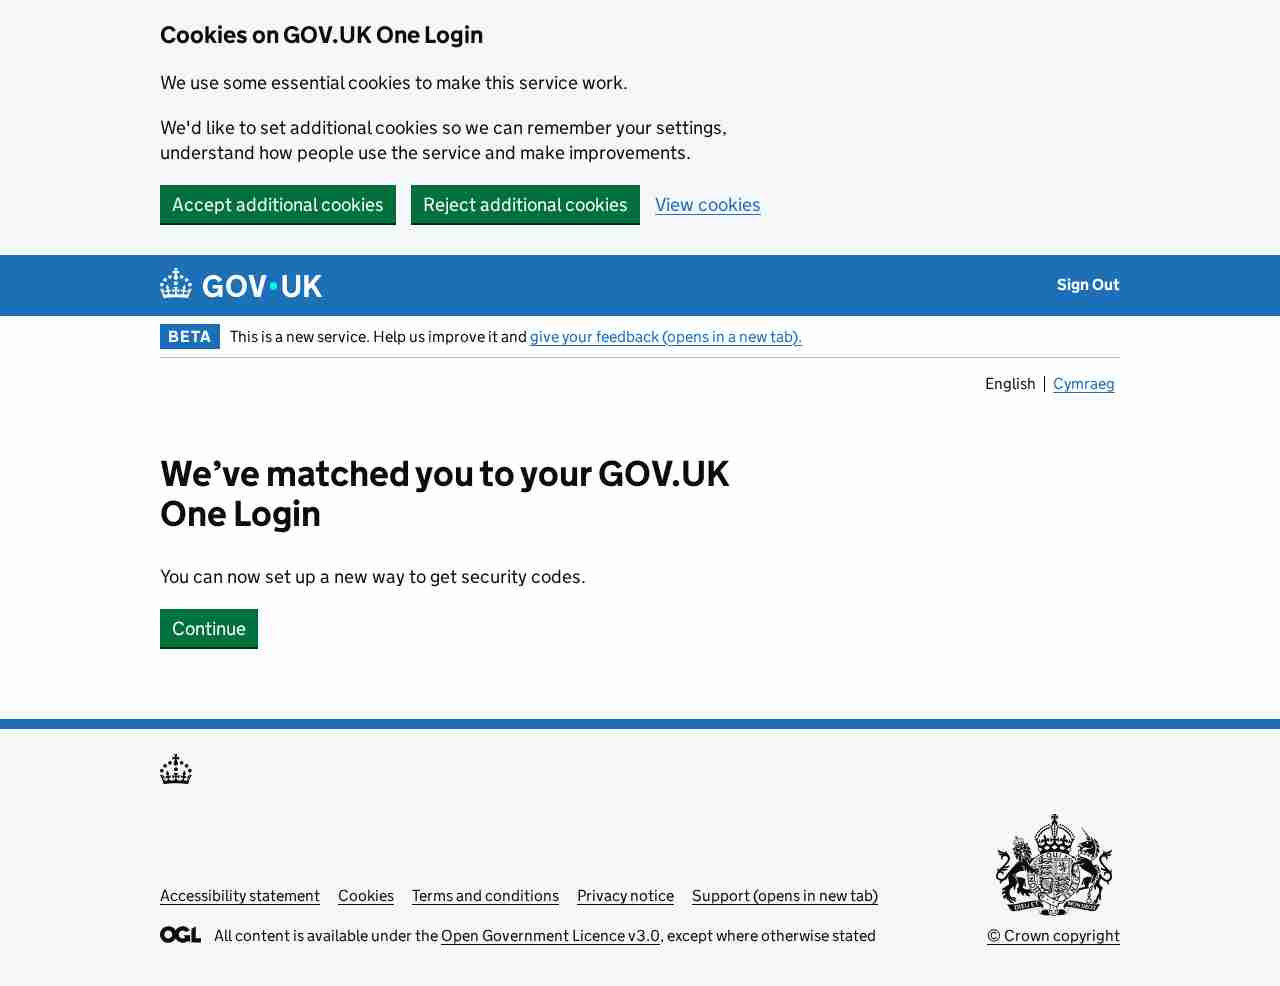 Cookies on GOV.UK One Login
We use some essential cookies to make this service work.
We'd like to set additional cookies so we can remember your settings,
understand how people use the service and make improvements.
Accept additional cookies Reject additional cookies View cookies
GOV·UK Sign Out
BETA This is a new service. Help us improve it and give your feedback (opens in a new tab).
English Cymraeg
We’ve matched you to your GOV.UK
One Login
You can now set up a new way to get security codes.
Continue
Accessibility statement Cookies Terms and conditions Privacy notice Support (opens in new tab)
OGL All content is available under the Open Government Licence v3.0, except where otherwise stated © Crown copyright